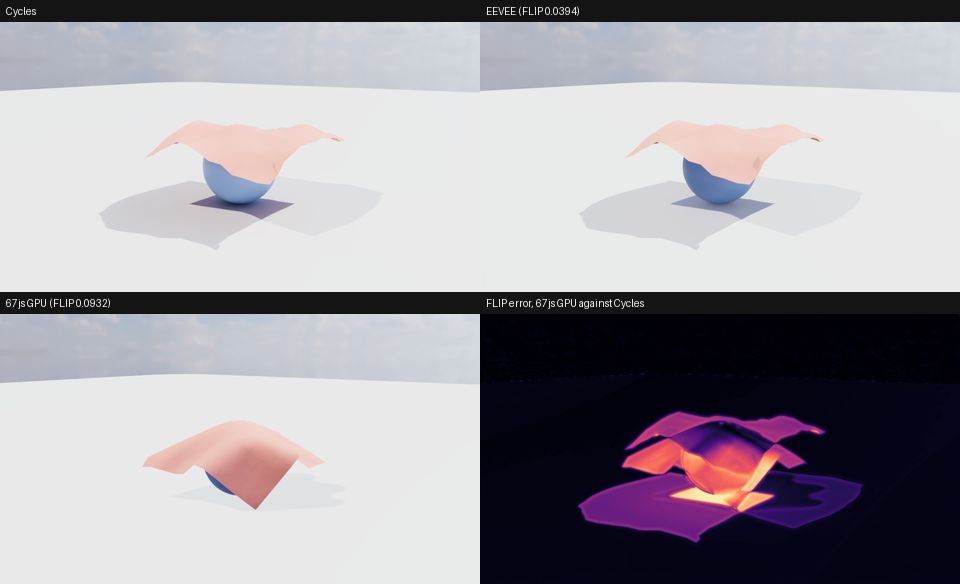 Cycles
EEVEE (FLIP 0.0394)
67js GPU (FLIP 0.0932)
FLIP error, 67js GPU against Cycles